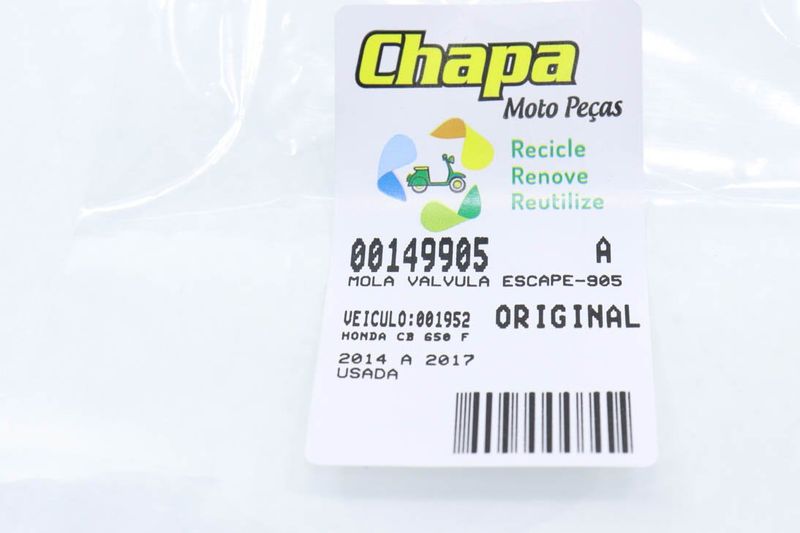 Chapa
Moto Peças
Recicle
Renove
Reutilize
00149905 A
MOLA VALVULA ESCAPE-905
VEICULO:001952 ORIGINAL
HONDA CB 650 F
2014 A 2017
USADA